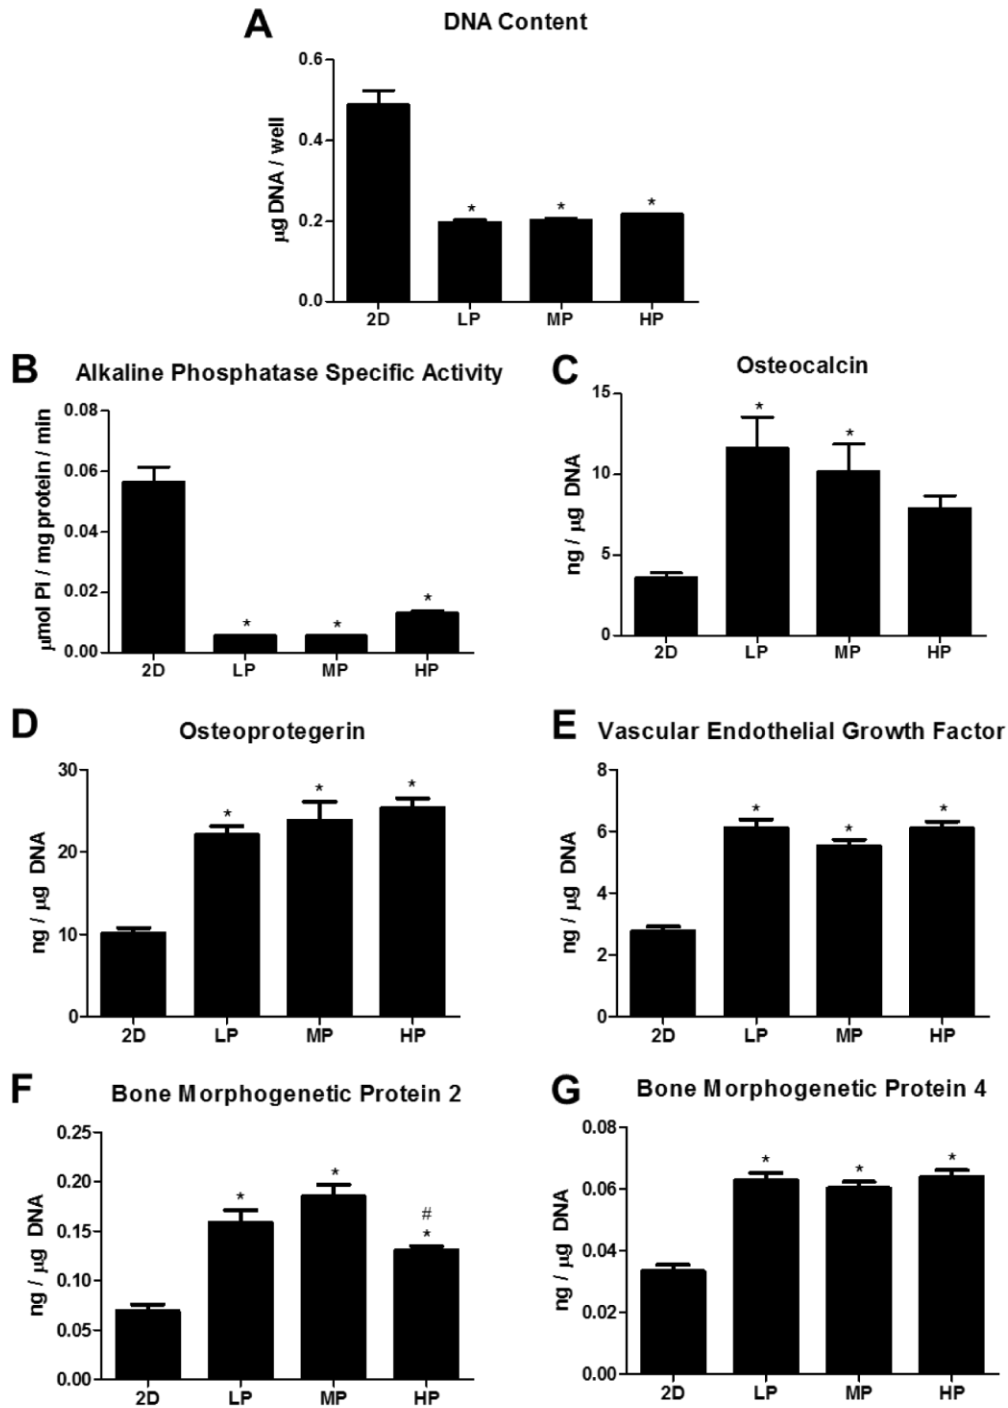 A
DNA Content
µg DNA / well
0.6
0.4
0.2
0.0
*
*
*
2D LP MP HP
B
Alkaline Phosphatase Specific Activity
µmol Pi / mg protein / min
0.08
0.06
0.04
0.02
0.00
*
*
*
2D LP MP HP
C
Osteocalcin
ng / µg DNA
15
10
5
0
*
*
2D LP MP HP
D
Osteoprotegerin
ng / µg DNA
30
20
10
0
*
*
*
2D LP MP HP
E
Vascular Endothelial Growth Factor
ng / µg DNA
8
6
4
2
0
*
*
*
2D LP MP HP
F
Bone Morphogenetic Protein 2
ng / µg DNA
0.25
0.20
0.15
0.10
0.05
0.00
*
*
#
*
2D LP MP HP
G
Bone Morphogenetic Protein 4
ng / µg DNA
0.08
0.06
0.04
0.02
0.00
*
*
*
2D LP MP HP